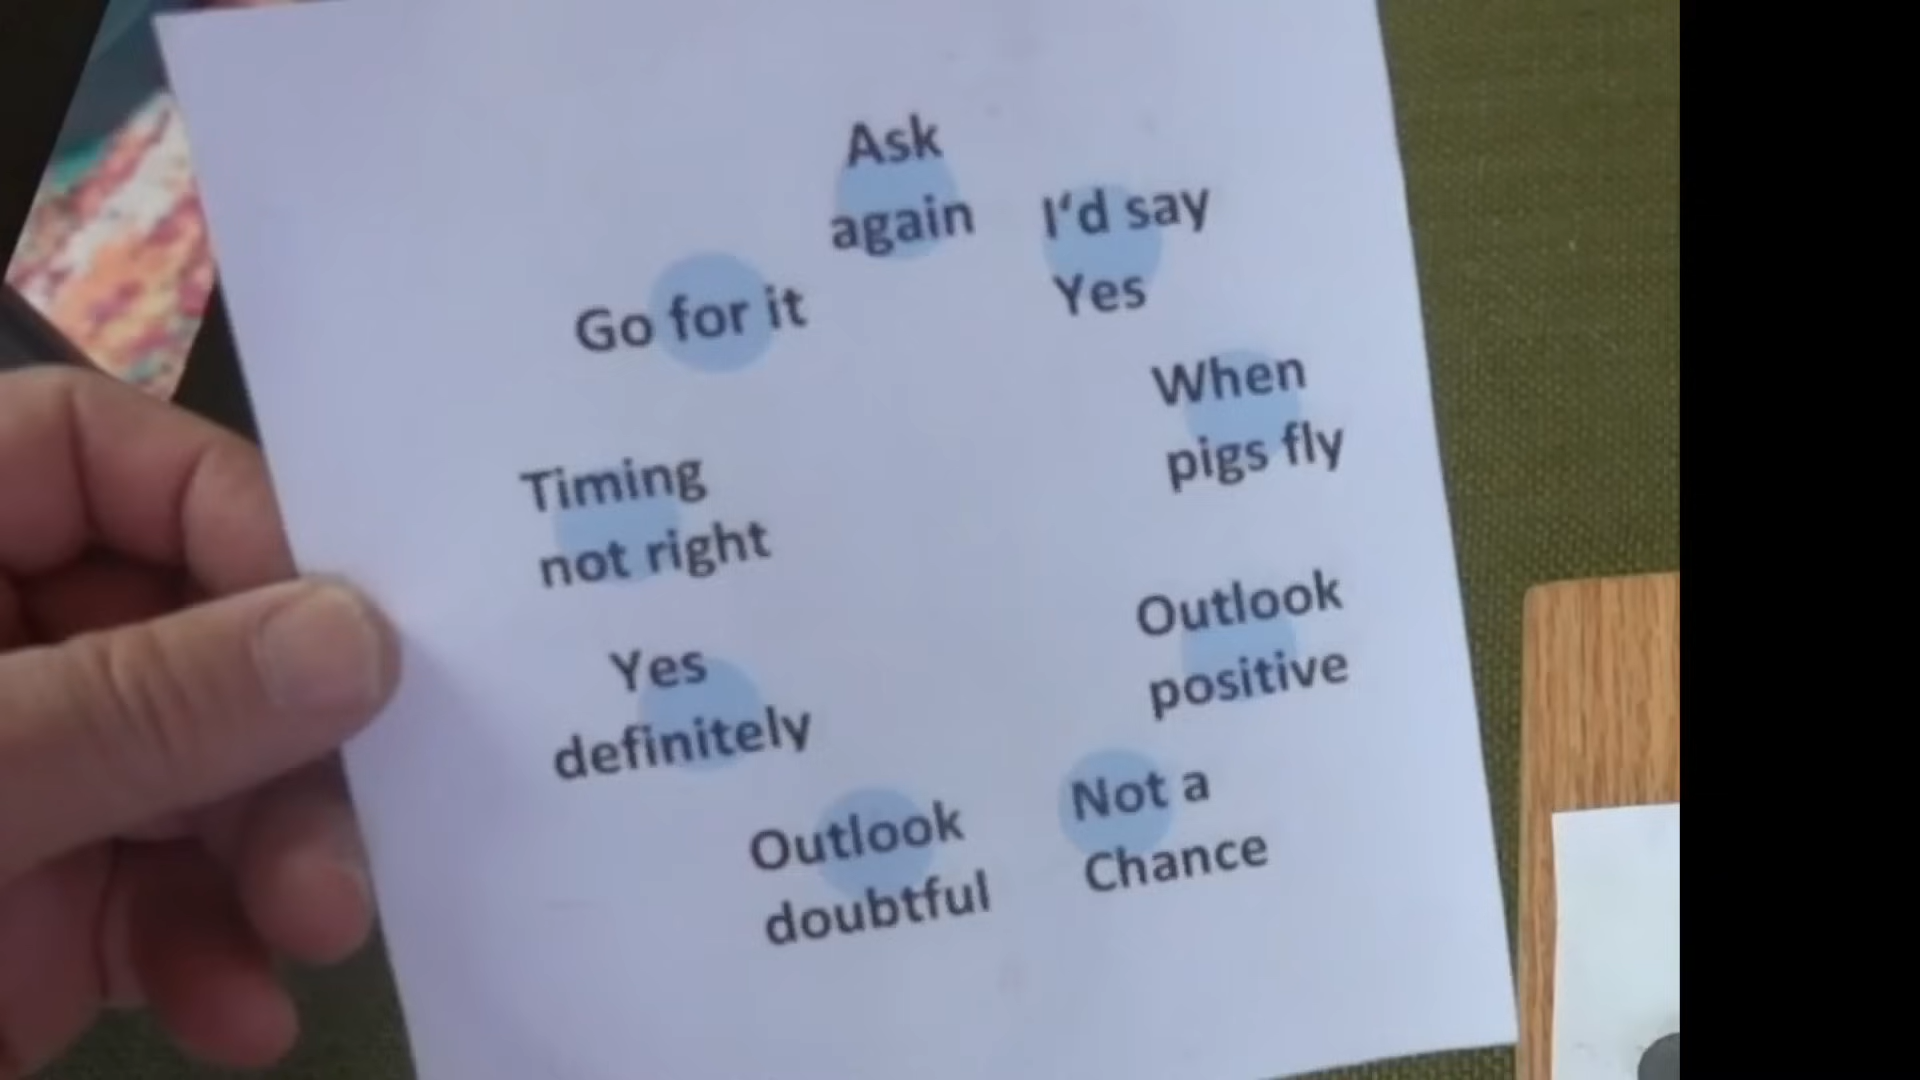 Ask
again
I‘d say
Yes
Go for it
When
pigs fly
Timing
not right
Outlook
positive
Yes
definitely
Not a
Chance
Outlook
doubtful